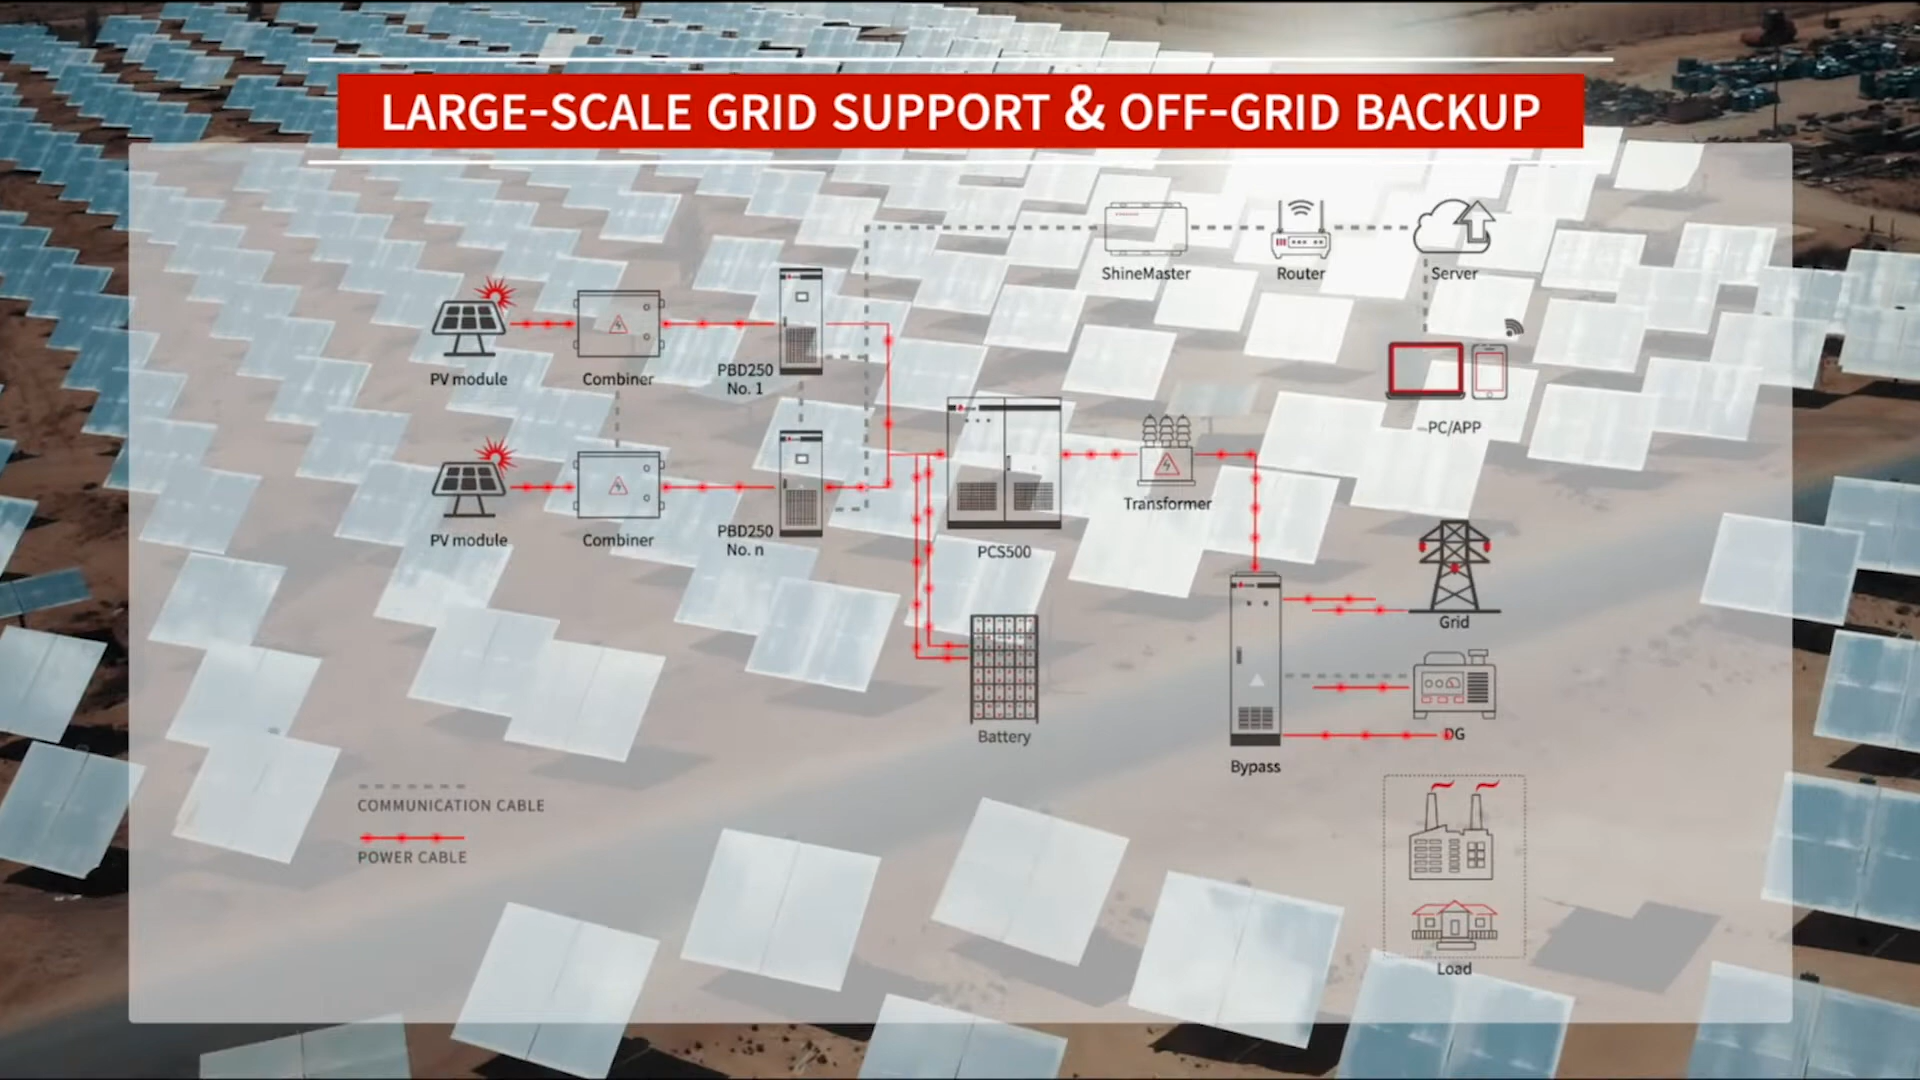 LARGE-SCALE GRID SUPPORT & OFF-GRID BACKUP
ShineMaster
Router
Server
PV module
Combiner
PBD250
No. 1
PC/APP
PV module
Combiner
PBD250
No. n
PCS500
Transformer
Grid
Battery
Bypass
DG
COMMUNICATION CABLE
POWER CABLE
Load